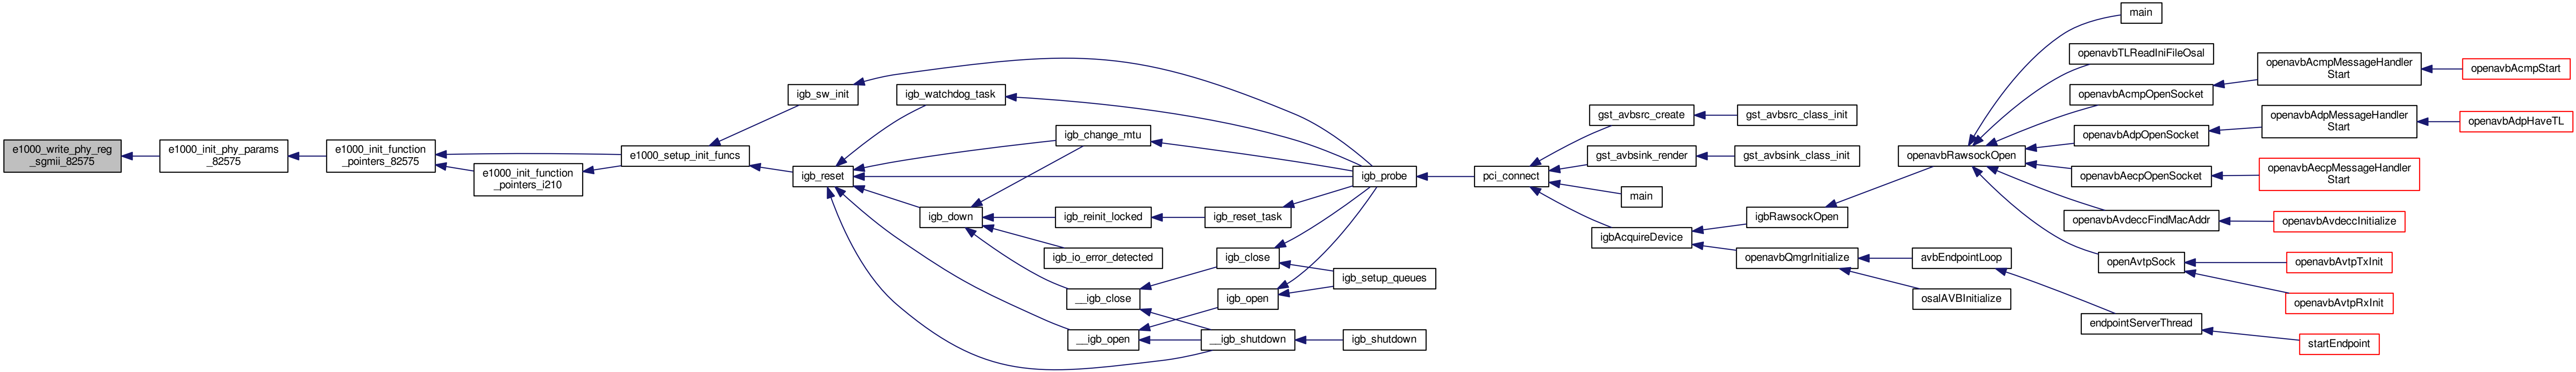 e1000_write_phy_reg
_sgmii_82575
e1000_init_phy_params
_82575
e1000_init_function
_pointers_82575
e1000_init_function
_pointers_i210
e1000_setup_init_funcs
igb_sw_init
igb_reset
igb_watchdog_task
igb_change_mtu
igb_down
igb_reinit_locked
igb_io_error_detected
__igb_close
__igb_open
igb_reset_task
igb_close
igb_open
__igb_shutdown
igb_probe
igb_setup_queues
igb_shutdown
pci_connect
gst_avbsrc_create
gst_avbsink_render
main
igbAcquireDevice
gst_avbsrc_class_init
gst_avbsink_class_init
igbRawsockOpen
openavbQmgrInitialize
openavbRawsockOpen
avbEndpointLoop
osalAVBInitialize
main
openavbTLReadIniFileOsal
openavbAcmpOpenSocket
openavbAdpOpenSocket
openavbAecpOpenSocket
openavbAvdeccFindMacAddr
openAvtpSock
endpointServerThread
openavbAcmpMessageHandler
Start
openavbAdpMessageHandler
Start
openavbAecpMessageHandler
Start
openavbAvdeccInitialize
openavbAvtpTxInit
openavbAvtpRxInit
startEndpoint
openavbAcmpStart
openavbAdpHaveTL